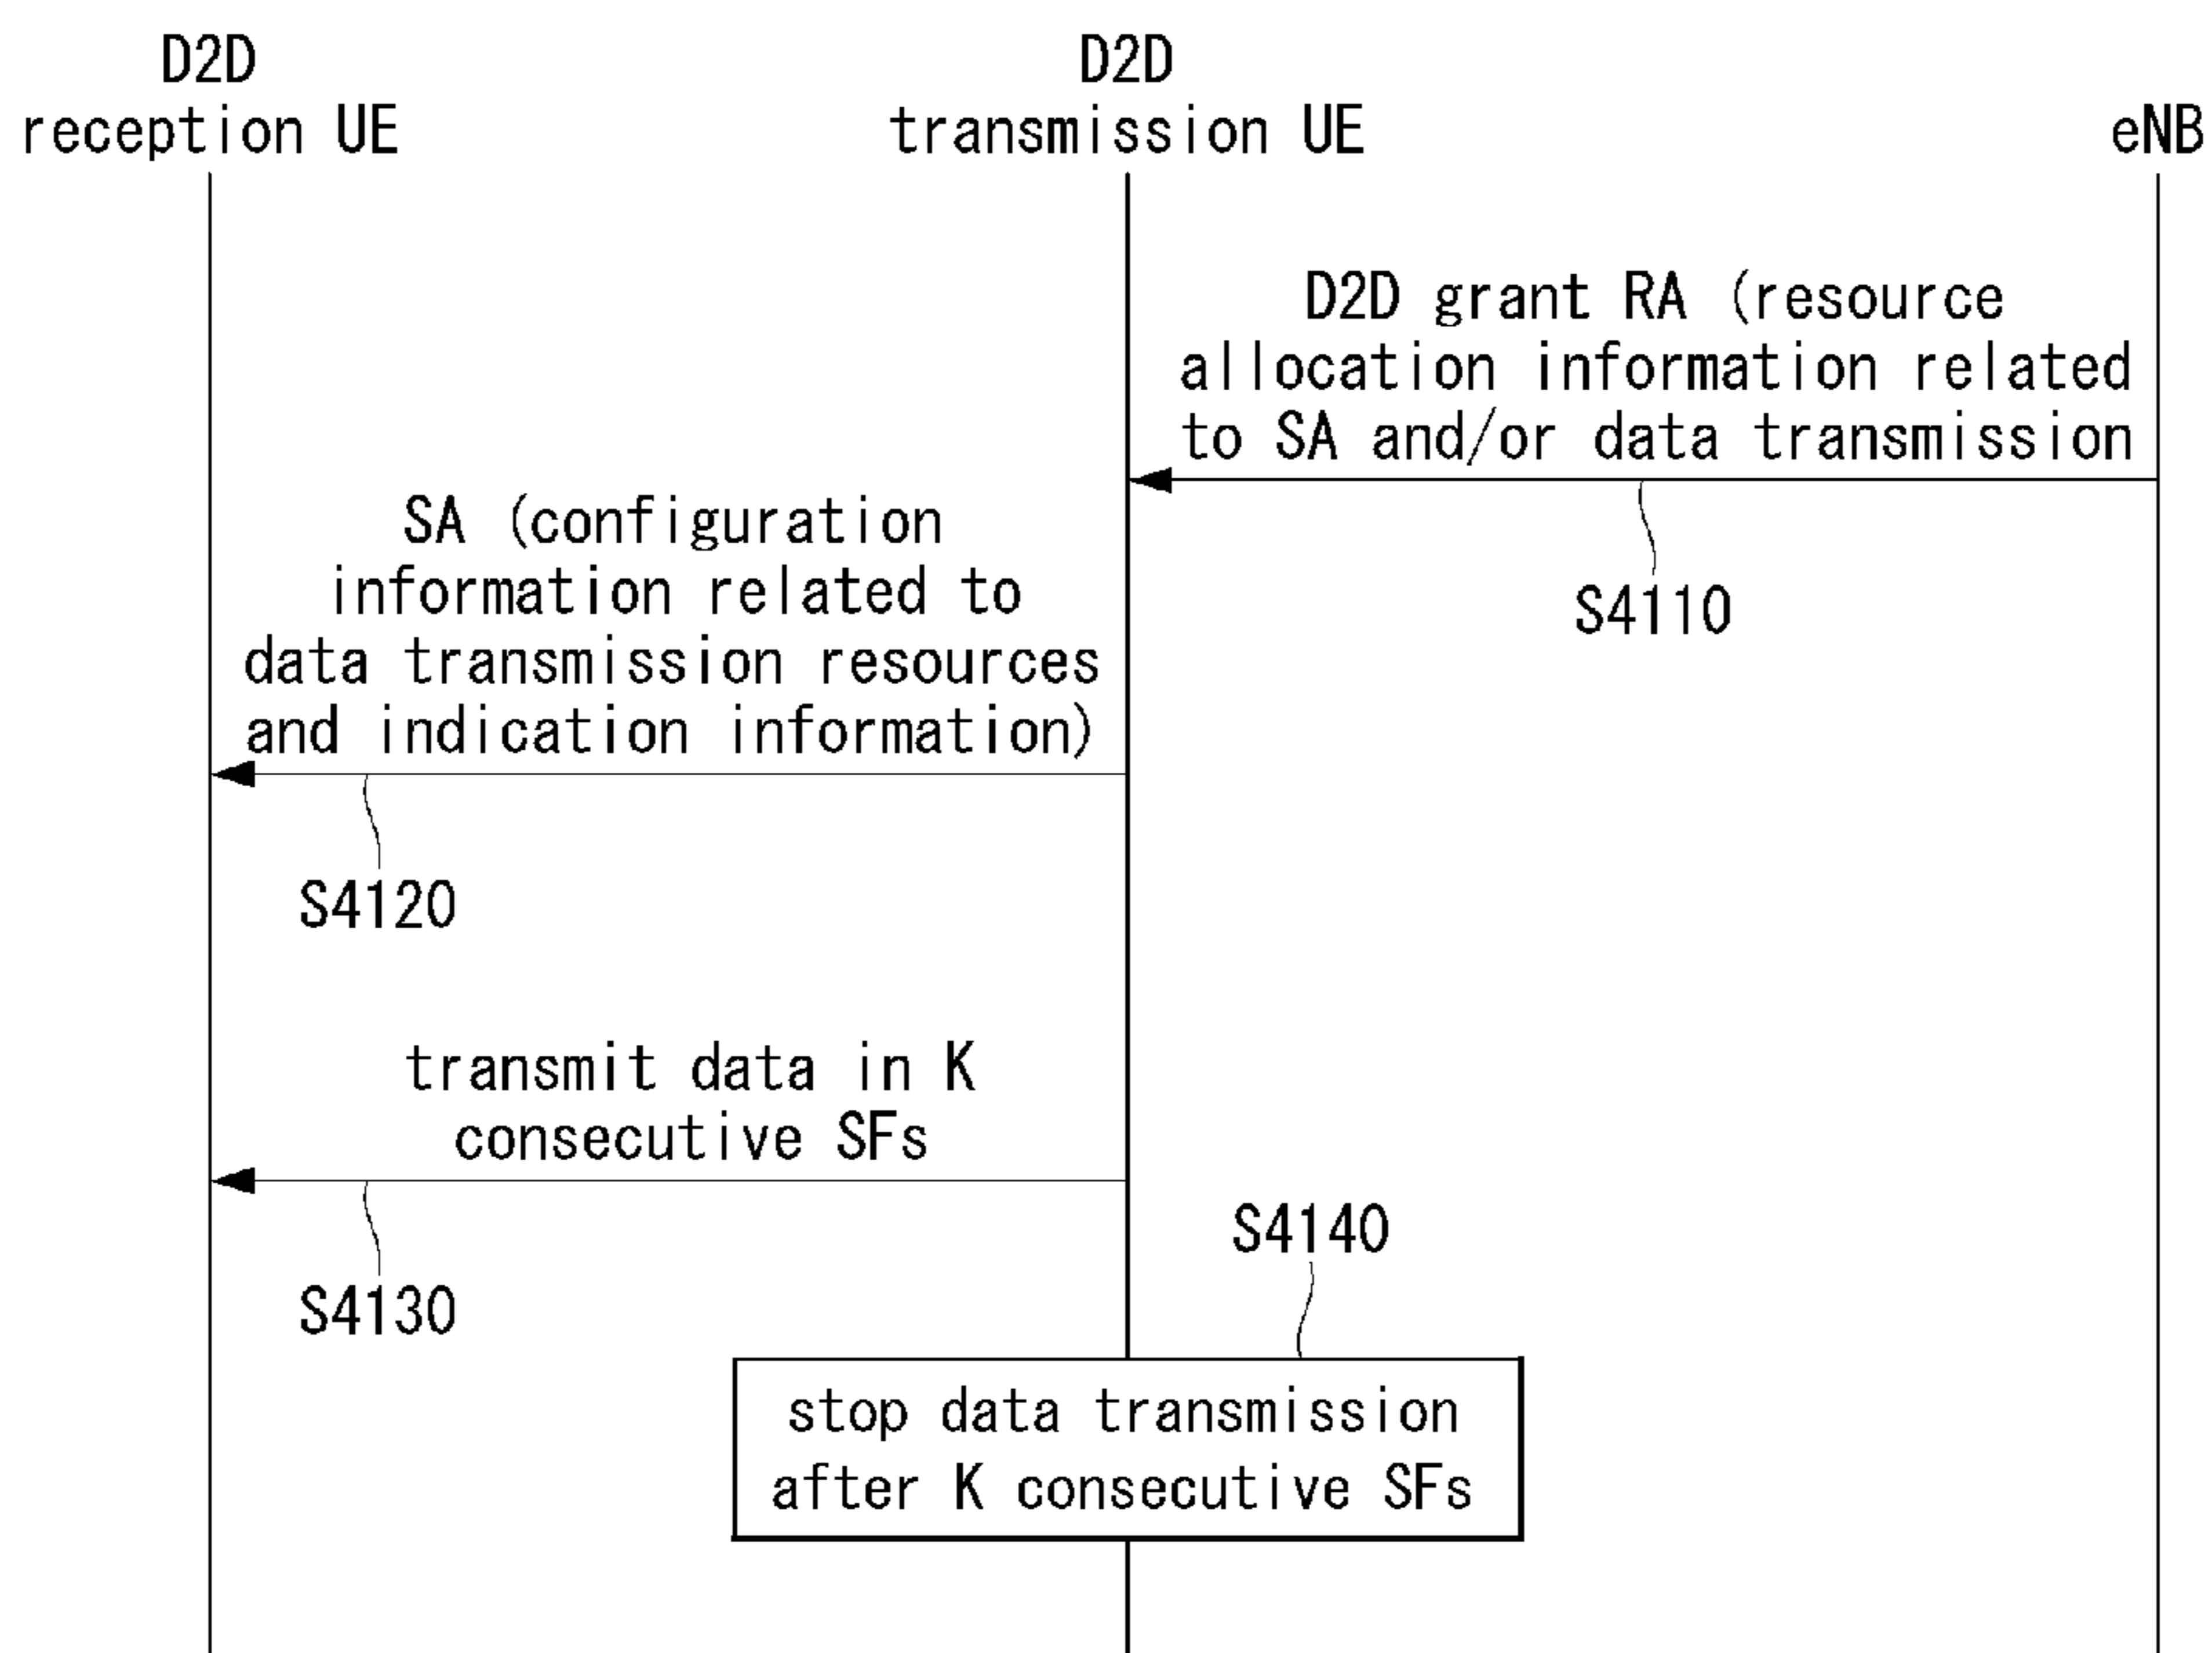 D2D
reception UE
D2D
transmission UE
eNB
D2D grant RA (resource
allocation information related
to SA and/or data transmission
S4110
SA (configuration
information related to
data transmission resources
and indication information)
S4120
transmit data in K
consecutive SFs
S4130
S4140
stop data transmission
after K consecutive SFs